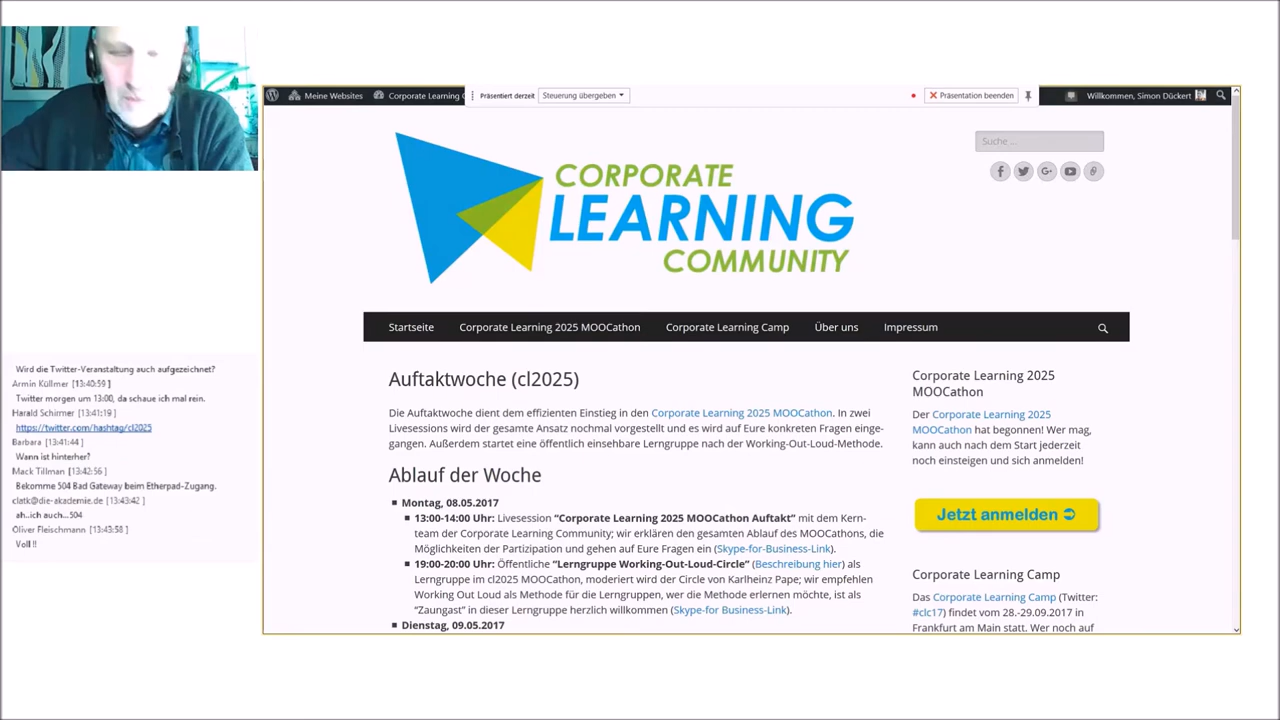 Meine Websites
Corporate Learning
Präsentiert derzeit
Steuerung übergeben
Präsentation beenden
Willkommen, Simon Dückert
CORPORATE
LEARNING
COMMUNITY
Suche ...
Startseite
Corporate Learning 2025 MOOCathon
Corporate Learning Camp
Über uns
Impressum
Auftaktwoche (cl2025)
Die Auftaktwoche dient dem effizienten Einstieg in den Corporate Learning 2025 MOOCathon. In zwei
Livesessions wird der gesamte Ansatz nochmal vorgestellt und es wird auf Eure konkreten Fragen einge-
gangen. Außerdem startet eine öffentlich einsehbare Lerngruppe nach der Working-Out-Loud-Methode.
Ablauf der Woche
Montag, 08.05.2017
13:00-14:00 Uhr: Livesession "Corporate Learning 2025 MOOCathon Auftakt" mit dem Kern-
team der Corporate Learning Community; wir erklären den gesamten Ablauf des MOOCathons, die
Möglichkeiten der Partizipation und gehen auf Eure Fragen ein (Skype-for-Business-Link).
19:00-20:00 Uhr: Öffentliche "Lerngruppe Working-Out-Loud-Circle" (Beschreibung hier) als
Lerngruppe im cl2025 MOOCathon, moderiert wird der Circle von Karlheinz Pape; wir empfehlen
Working Out Loud als Methode für die Lerngruppen, wer die Methode erlernen möchte, ist als
"Zaungast" in dieser Lerngruppe herzlich willkommen (Skype-for Business-Link).
Dienstag, 09.05.2017
Corporate Learning 2025
MOOCathon
Der Corporate Learning 2025
MOOCathon hat begonnen! Wer mag,
kann auch nach dem Start jederzeit
noch einsteigen und sich anmelden!
Jetzt anmelden
Corporate Learning Camp
Das Corporate Learning Camp (Twitter:
#clc17) findet vom 28.-29.09.2017 in
Frankfurt am Main statt. Wer noch auf
Wird die Twitter-Veranstaltung auch aufgezeichnet?
Armin Küllmer [13:40:59 ]
Twitter morgen um 13:00, da schaue ich mal rein.
Harald Schirmer [13:41:19 ]
https://twitter.com/hashtag/cl2025
Barbara [13:41:44 ]
Wann ist hinterher?
Mack Tillman [13:42:56 ]
Bekomme 504 Bad Gateway beim Etherpad-Zugang.
clatk@die-akademie.de [13:43:42 ]
ah..ich auch...504
Oliver Fleischmann [13:43:58 ]
Voll !!